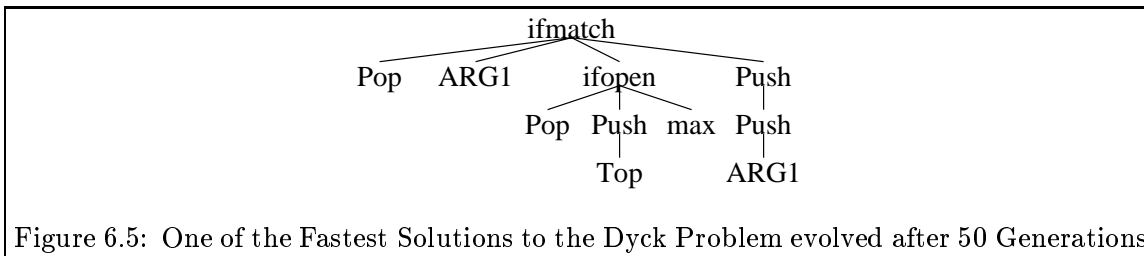 ifmatch
Pop ARG1 ifopen Push
Pop Push max Push
Top ARG1
Figure 6.5: One of the Fastest Solutions to the Dyck Problem evolved after 50 Generations